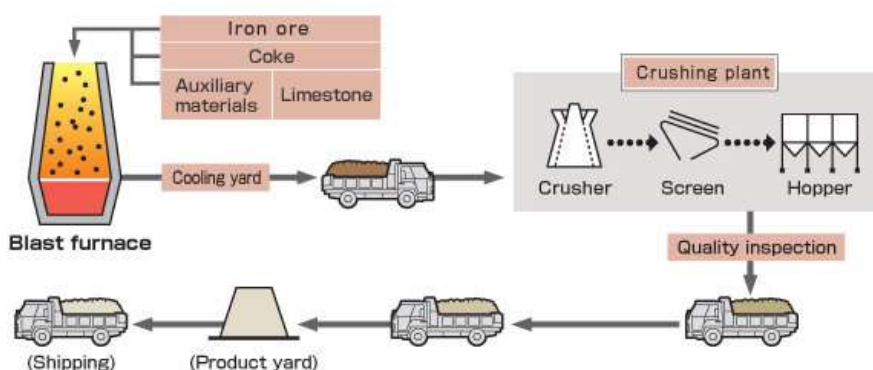 Iron ore
Coke
Auxiliary
materials
Limestone
Crushing plant
Cooling yard
Crusher
Screen
Hopper
Blast furnace
Quality inspection
(Shipping)
(Product yard)